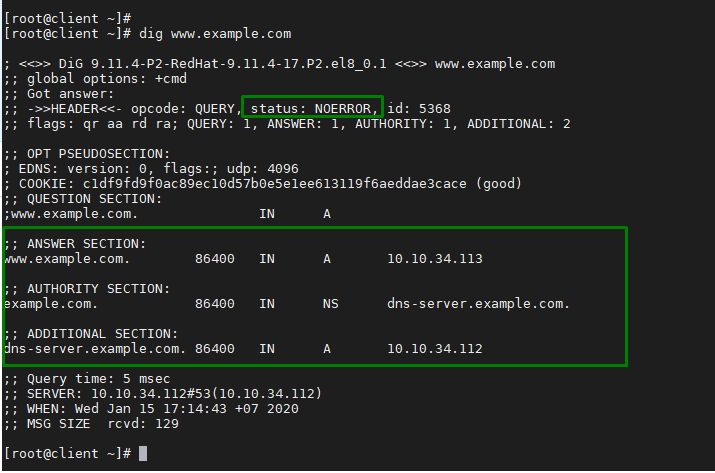 [root@client ~]#
[root@client ~]# dig www.example.com
; <<>> DiG 9.11.4-P2-RedHat-9.11.4-17.P2.el8_0.1 <<>> www.example.com
;; global options: +cmd
;; Got answer:
;; ->>HEADER<<- opcode: QUERY, status: NOERROR, id: 5368
;; flags: qr aa rd ra; QUERY: 1, ANSWER: 1, AUTHORITY: 1, ADDITIONAL: 2
;; OPT PSEUDOSECTION:
; EDNS: version: 0, flags:; udp: 4096
; COOKIE: c1df9fd9f0ac89ec10d57b0e5e1ee613119f6aeddae3cace (good)
;; QUESTION SECTION:
;www.example.com. IN A
;; ANSWER SECTION:
www.example.com. 86400 IN A 10.10.34.113
;; AUTHORITY SECTION:
example.com. 86400 IN NS dns-server.example.com.
;; ADDITIONAL SECTION:
dns-server.example.com. 86400 IN A 10.10.34.112
;; Query time: 5 msec
;; SERVER: 10.10.34.112#53(10.10.34.112)
;; WHEN: Wed Jan 15 17:14:43 +07 2020
;; MSG SIZE rcvd: 129
[root@client ~]#